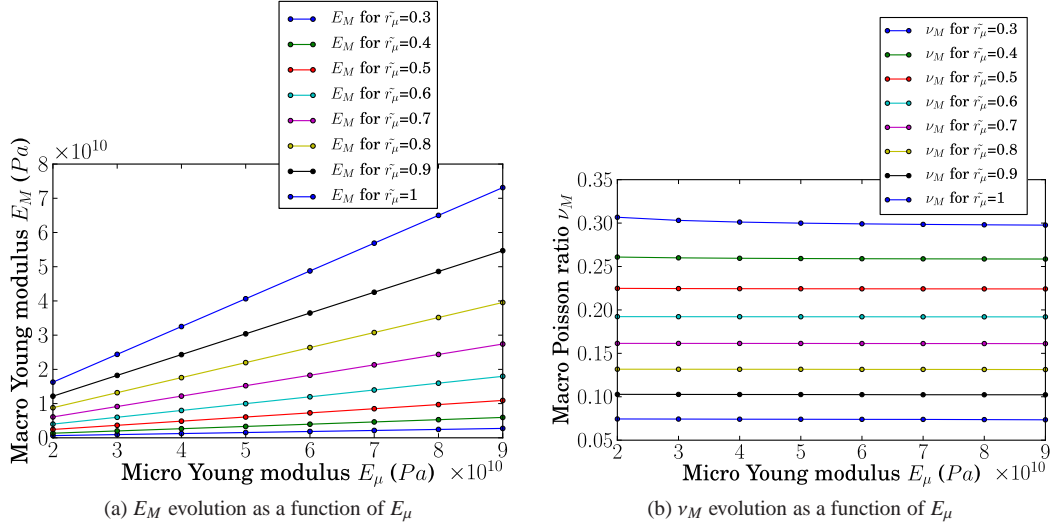 E_M for r̃_μ=0.3
E_M for r̃_μ=0.4
E_M for r̃_μ=0.5
E_M for r̃_μ=0.6
E_M for r̃_μ=0.7
E_M for r̃_μ=0.8
E_M for r̃_μ=0.9
E_M for r̃_μ=1
×10^10
Macro Young modulus E_M (Pa)
8
7
6
5
4
3
2
1
0
2 3 4 5 6 7 8 9
Micro Young modulus E_μ (Pa) ×10^10
(a) E_M evolution as a function of E_μ
ν_M for r̃_μ=0.3
ν_M for r̃_μ=0.4
ν_M for r̃_μ=0.5
ν_M for r̃_μ=0.6
ν_M for r̃_μ=0.7
ν_M for r̃_μ=0.8
ν_M for r̃_μ=0.9
ν_M for r̃_μ=1
Macro Poisson ratio ν_M
0.35
0.30
0.25
0.20
0.15
0.10
0.05
2 3 4 5 6 7 8 9
Micro Young modulus E_μ (Pa) ×10^10
(b) ν_M evolution as a function of E_μ